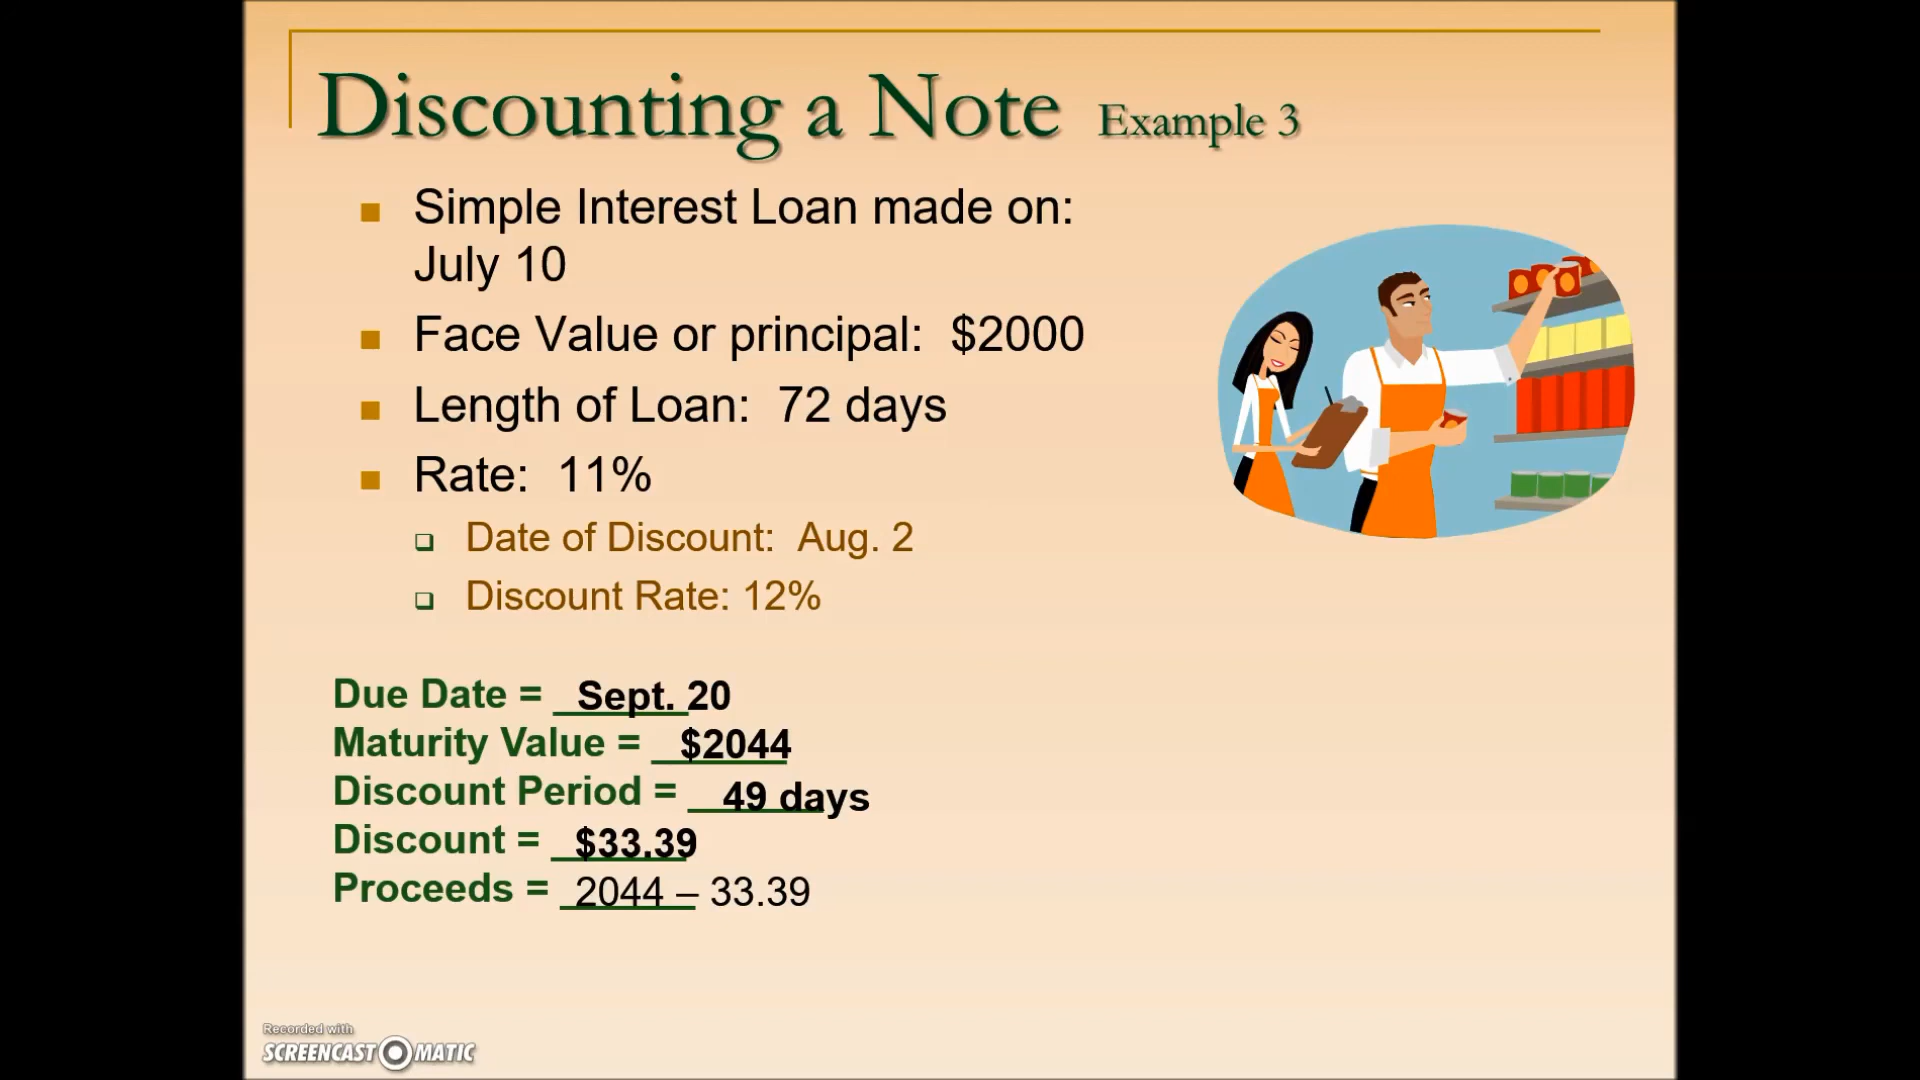 Discounting a Note Example 3
Simple Interest Loan made on:
July 10
Face Value or principal: $2000
Length of Loan: 72 days
Rate: 11%
Date of Discount: Aug. 2
Discount Rate: 12%
Due Date = Sept. 20
Maturity Value = $2044
Discount Period = 49 days
Discount = $33.39
Proceeds = 2044 – 33.39
Recorded with
SCREENCAST MATIC